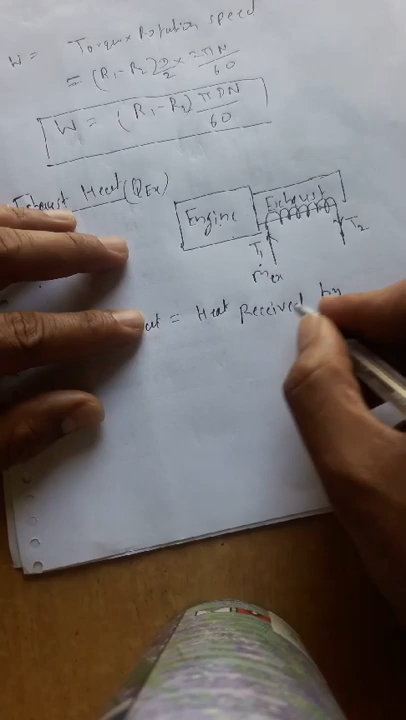 W = Torque x Rotation speed
= (R1-R2) D/2 x 2πN/60
W = (R1-R2) πDN/60
Exhaust Heat (QEx)
Engine
Exhaust
T1
T2
ṁex
= Heat Received by